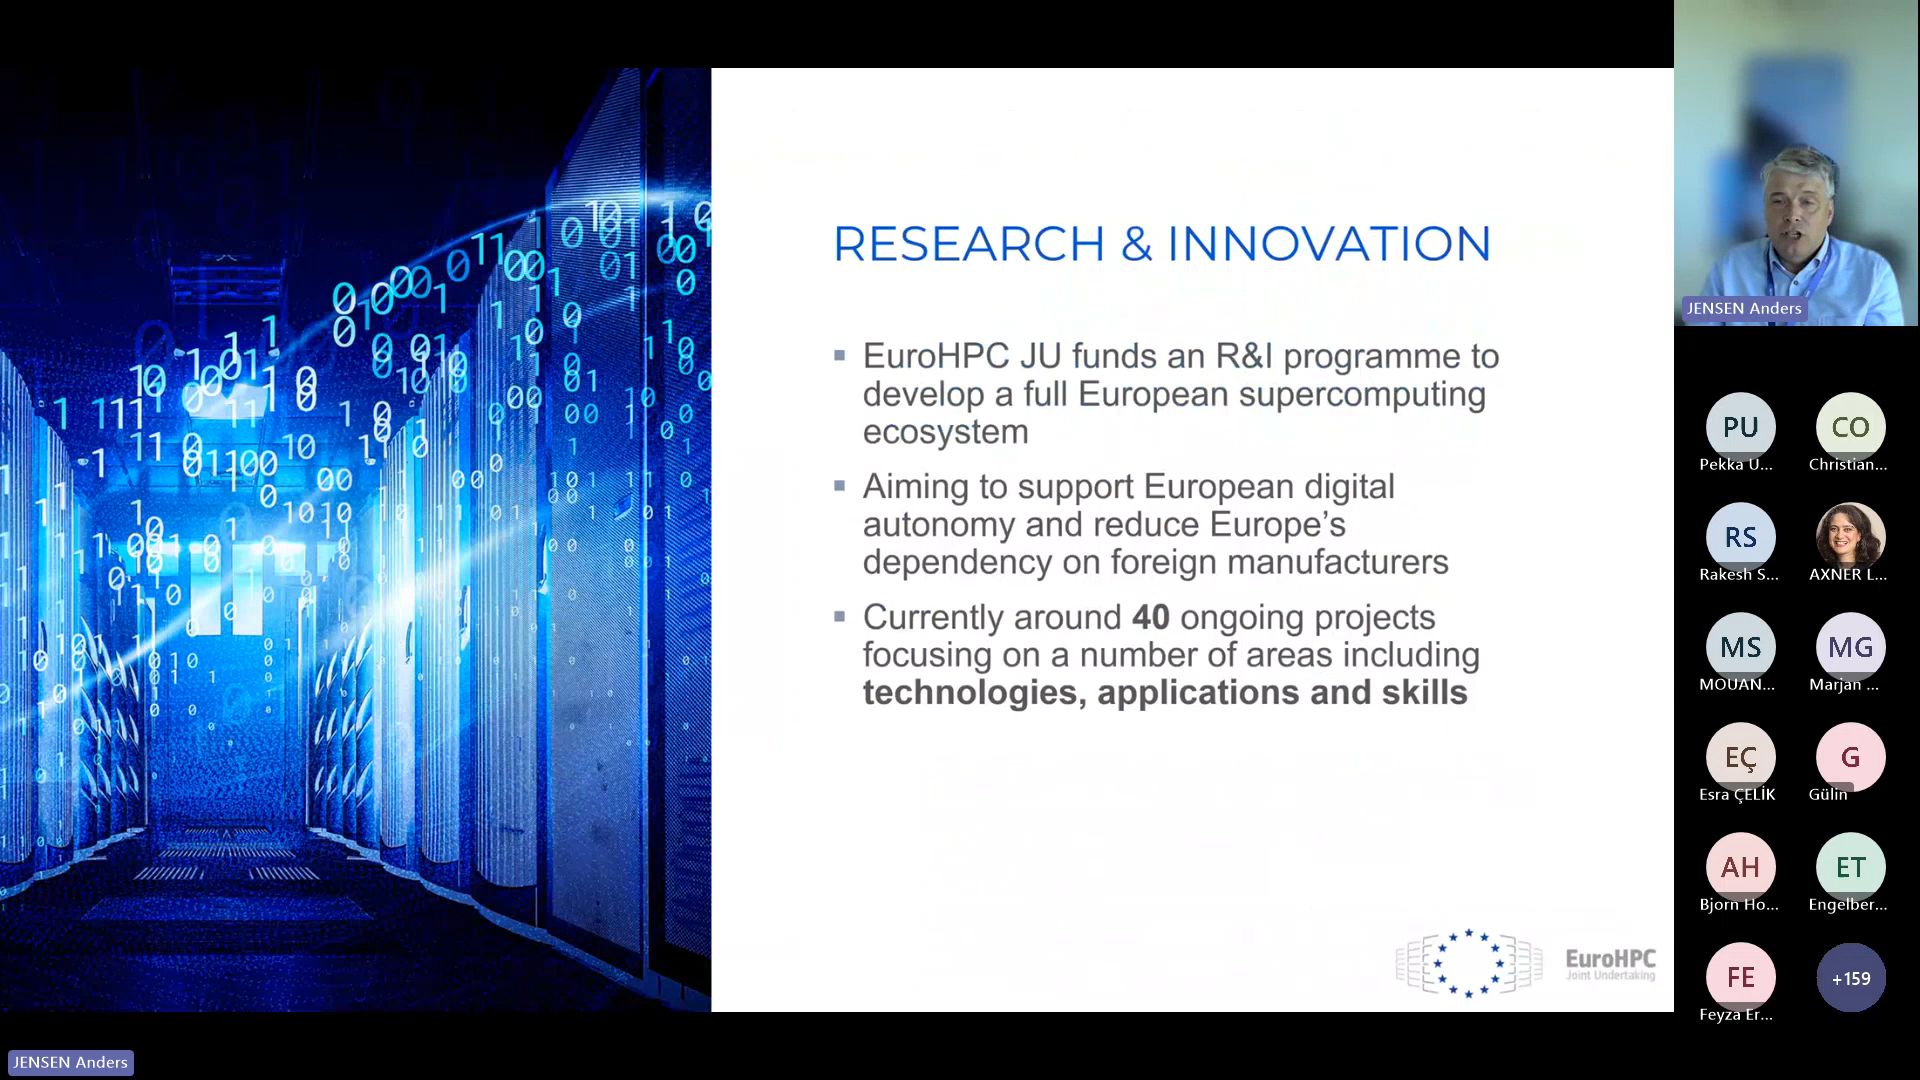 RESEARCH & INNOVATION
▪ EuroHPC JU funds an R&I programme to
develop a full European supercomputing
ecosystem
▪ Aiming to support European digital
autonomy and reduce Europe’s
dependency on foreign manufacturers
▪ Currently around 40 ongoing projects
focusing on a number of areas including
technologies, applications and skills
EuroHPC
Joint Undertaking
JENSEN Anders
PU
Pekka U...
CO
Christian...
RS
Rakesh S...
AXNER L...
MS
MOUAN...
MG
Marjan ...
EÇ
Esra ÇELİK
G
Gülin
AH
Bjorn Ho...
ET
Engelber...
FE
Feyza Er...
+159
JENSEN Anders